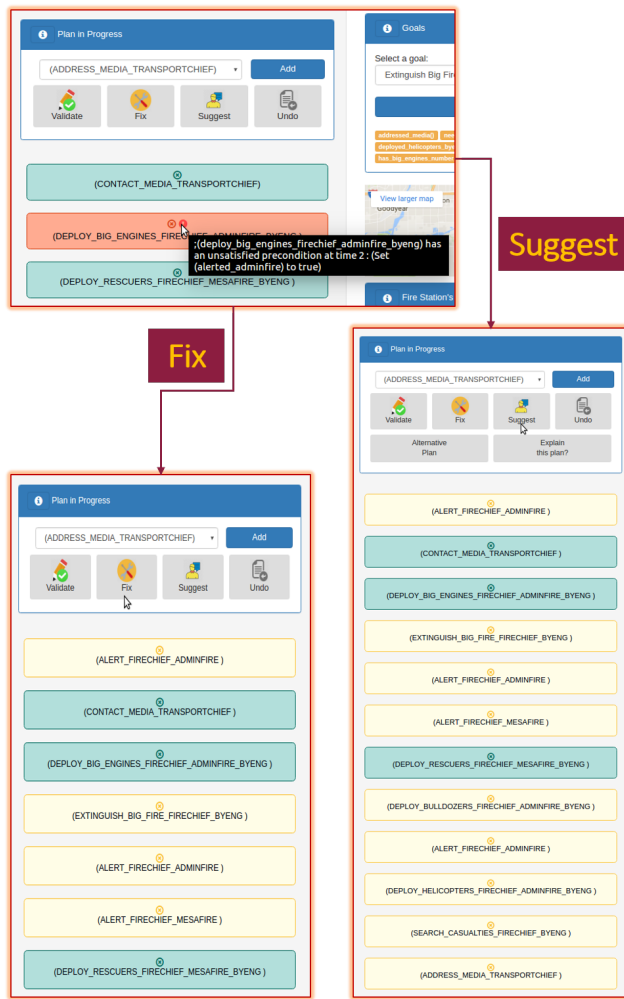 Plan in Progress
(ADDRESS_MEDIA_TRANSPORTCHIEF)
Add
Validate
Fix
Suggest
Undo
(CONTACT_MEDIA_TRANSPORTCHIEF)
(DEPLOY_BIG_ENGINES_FIRECHIEF_ADMINFIRE_BYENG)
;(deploy_big_engines_firechief_adminfire_byeng) has
an unsatisfied precondition at time 2 : (Set
(alerted_adminfire) to true)
(DEPLOY_RESCUERS_FIRECHIEF_MESAFIRE_BYENG )
Goals
Select a goal:
Extinguish Big Fir
addressed_media()
deployed_helicopters_bye
has_big_engines_number
View larger map
Goodyear
Fire Station's
Suggest
Fix
Plan in Progress
(ADDRESS_MEDIA_TRANSPORTCHIEF)
Add
Validate
Fix
Suggest
Undo
(ALERT_FIRECHIEF_ADMINFIRE )
(CONTACT_MEDIA_TRANSPORTCHIEF )
(DEPLOY_BIG_ENGINES_FIRECHIEF_ADMINFIRE_BYENG )
(EXTINGUISH_BIG_FIRE_FIRECHIEF_BYENG )
(ALERT_FIRECHIEF_ADMINFIRE )
(ALERT_FIRECHIEF_MESAFIRE )
(DEPLOY_RESCUERS_FIRECHIEF_MESAFIRE_BYENG )
Plan in Progress
(ADDRESS_MEDIA_TRANSPORTCHIEF)
Add
Validate
Fix
Suggest
Undo
Alternative
Plan
Explain
this plan?
(ALERT_FIRECHIEF_ADMINFIRE )
(CONTACT_MEDIA_TRANSPORTCHIEF )
(DEPLOY_BIG_ENGINES_FIRECHIEF_ADMINFIRE_BYENG )
(EXTINGUISH_BIG_FIRE_FIRECHIEF_BYENG )
(ALERT_FIRECHIEF_ADMINFIRE )
(ALERT_FIRECHIEF_MESAFIRE )
(DEPLOY_RESCUERS_FIRECHIEF_MESAFIRE_BYENG )
(DEPLOY_BULLDOZERS_FIRECHIEF_ADMINFIRE_BYENG )
(ALERT_FIRECHIEF_ADMINFIRE )
(DEPLOY_HELICOPTERS_FIRECHIEF_ADMINFIRE_BYENG )
(SEARCH_CASUALTIES_FIRECHIEF_BYENG )
(ADDRESS_MEDIA_TRANSPORTCHIEF )